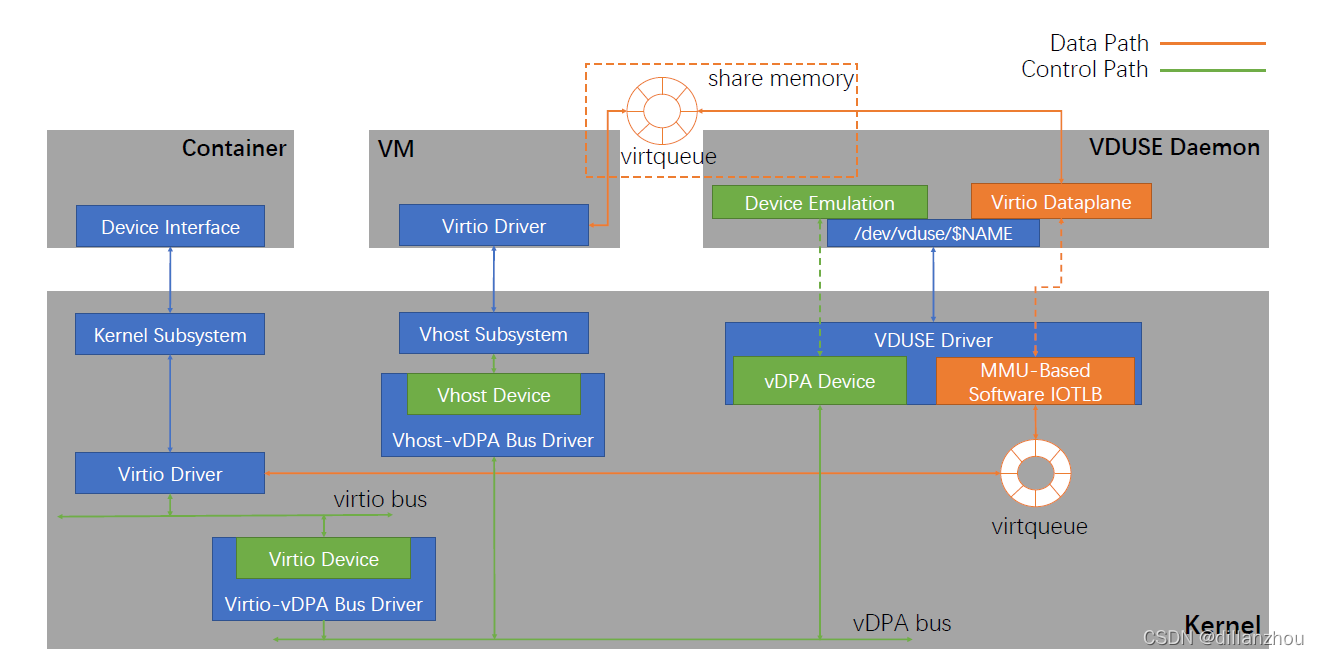 Data Path
Control Path
share memory
virtqueue
Container
Device Interface
VM
Virtio Driver
VDUSE Daemon
Device Emulation
Virtio Dataplane
/dev/vduse/$NAME
Kernel Subsystem
Vhost Subsystem
VDUSE Driver
vDPA Device
MMU-Based
Software IOTLB
Vhost Device
Vhost-vDPA Bus Driver
Virtio Driver
virtqueue
virtio bus
Virtio Device
Virtio-vDPA Bus Driver
vDPA bus
Kernel
CSDN @dillanzhou